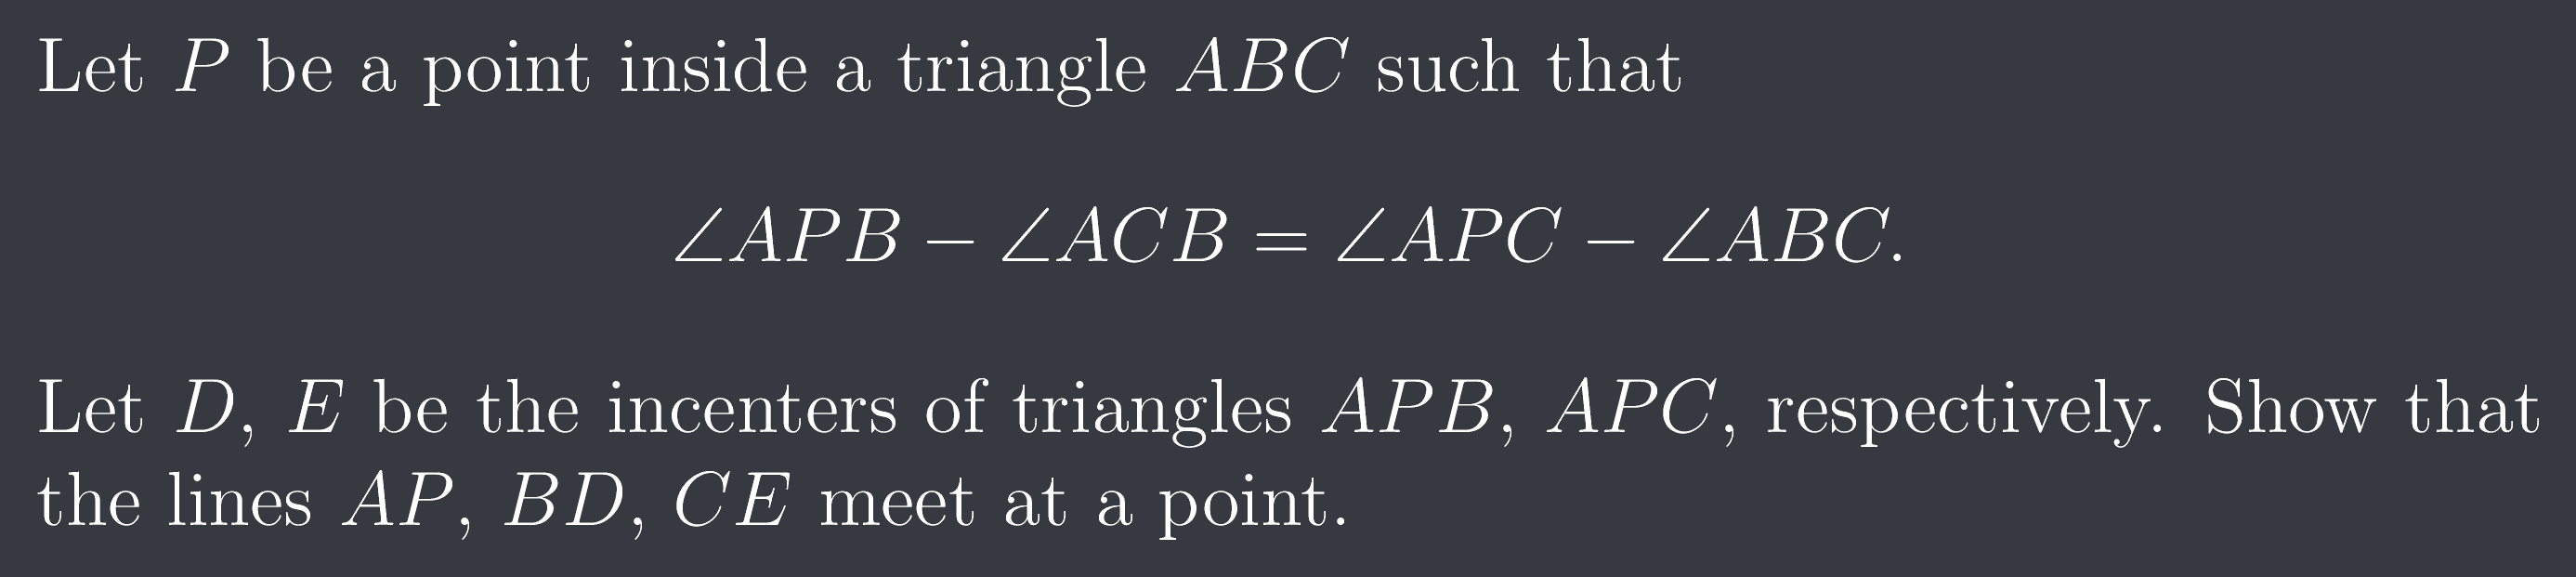 Let P be a point inside a triangle ABC such that
∠APB − ∠ACB = ∠APC − ∠ABC.
Let D, E be the incenters of triangles APB, APC, respectively. Show that
the lines AP, BD, CE meet at a point.